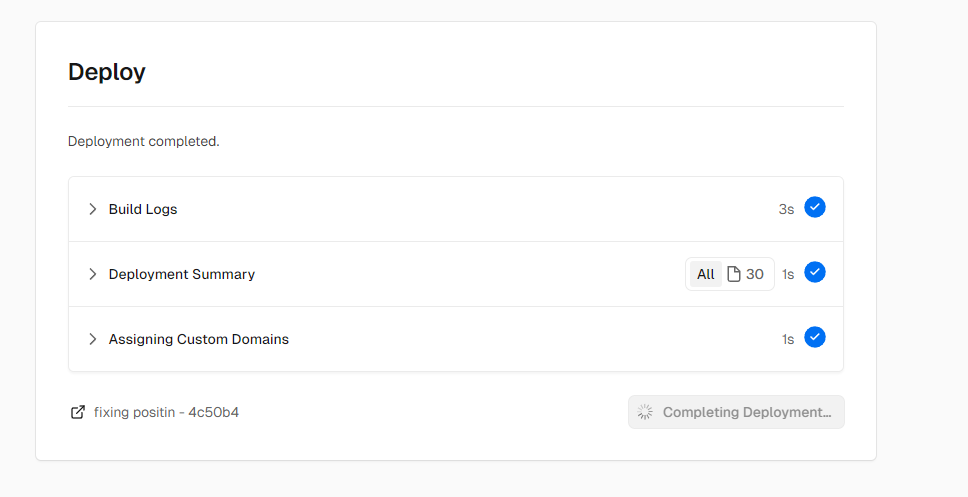 Deploy
Deployment completed.
Build Logs 3s
Deployment Summary All 30 1s
Assigning Custom Domains 1s
fixing positin - 4c50b4 Completing Deployment...